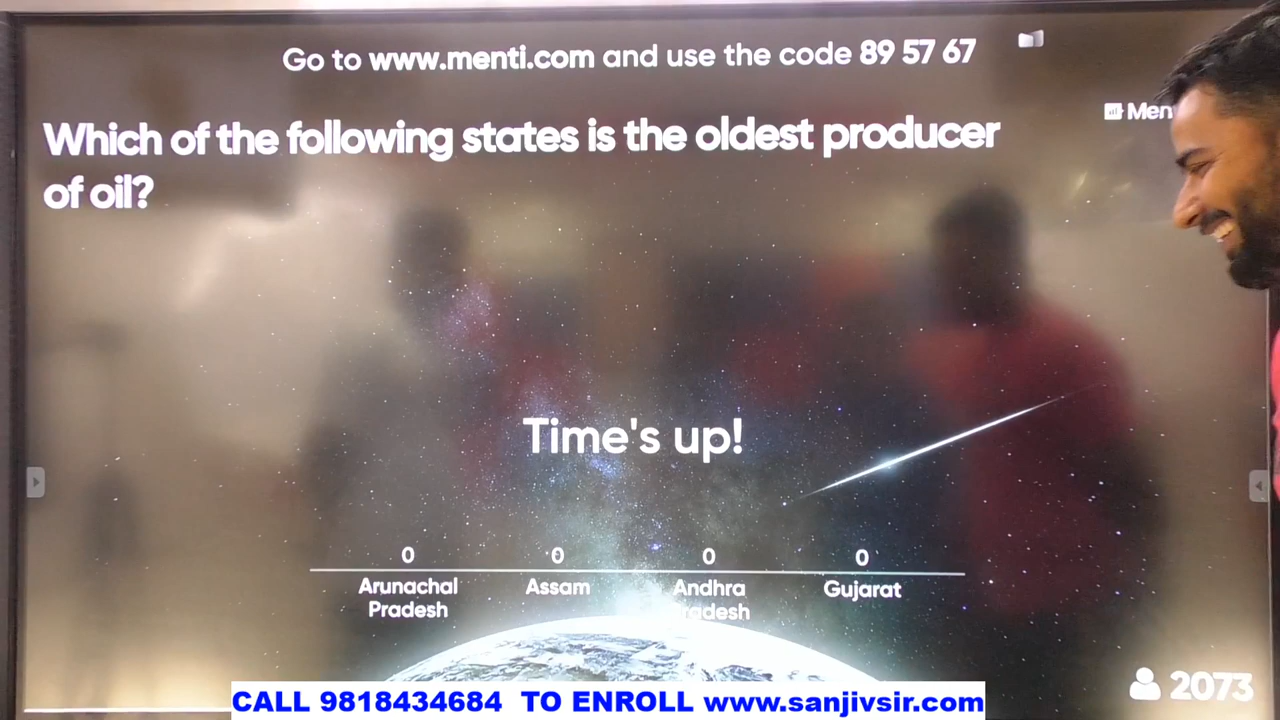 Go to www.menti.com and use the code 89 57 67
Men
Which of the following states is the oldest producer
of oil?
Time's up!
0 0 0 0
Arunachal Assam Andhra Gujarat
Pradesh adesh
2073
CALL 9818434684 TO ENROLL www.sanjivsir.com